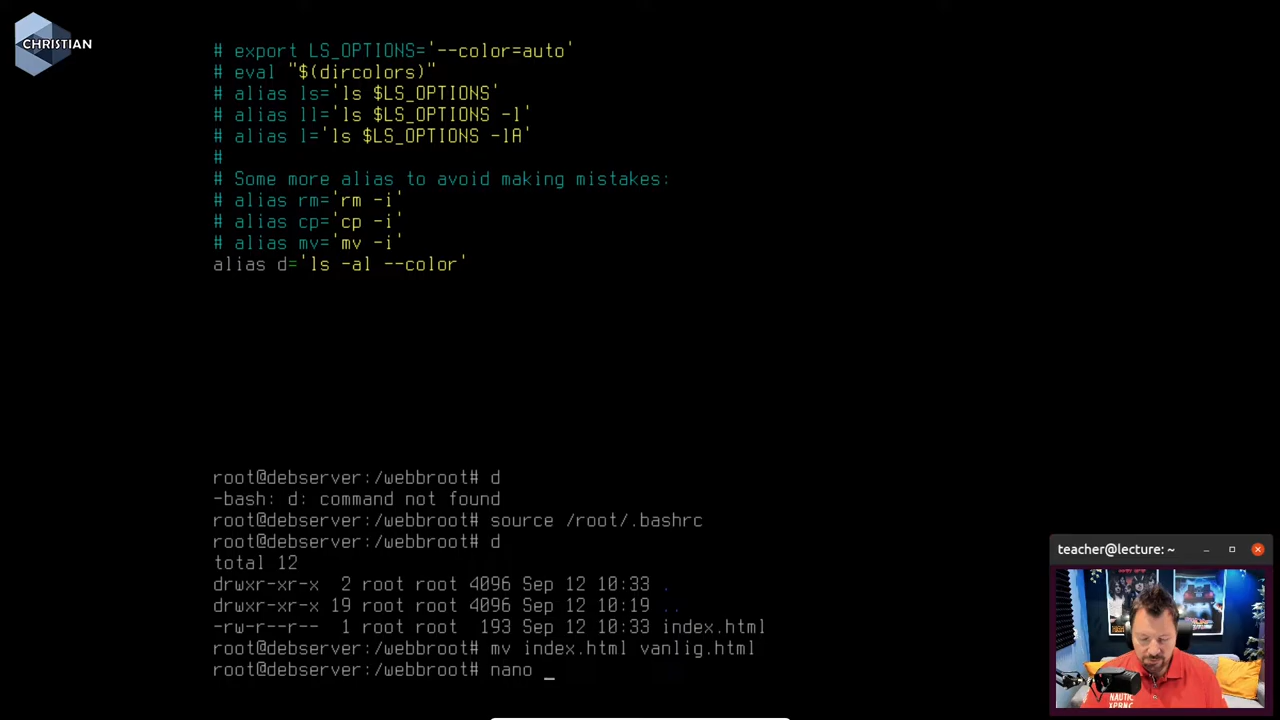 CHRISTIAN
# export LS_OPTIONS='--color=auto'
# eval "$(dircolors)"
# alias ls='ls $LS_OPTIONS'
# alias ll='ls $LS_OPTIONS -l'
# alias l='ls $LS_OPTIONS -lA'
#
# Some more alias to avoid making mistakes:
# alias rm='rm -i'
# alias cp='cp -i'
# alias mv='mv -i'
alias d='ls -al --color'
root@debserver:/webbroot# d
-bash: d: command not found
root@debserver:/webbroot# source /root/.bashrc
root@debserver:/webbroot# d
total 12
drwxr-xr-x  2 root root 4096 Sep 12 10:33 .
drwxr-xr-x 19 root root 4096 Sep 12 10:19 ..
-rw-r--r--  1 root root  193 Sep 12 10:33 index.html
root@debserver:/webbroot# mv index.html vanlig.html
root@debserver:/webbroot# nano _
teacher@lecture: ~
NAUTIC
XPRNC